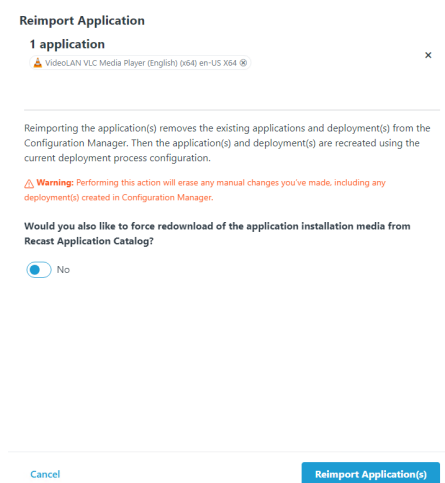 Reimport Application
1 application
VideoLAN VLC Media Player (English) (x64) en-US X64
Reimporting the application(s) removes the existing applications and deployment(s) from the
Configuration Manager. Then the application(s) and deployment(s) are recreated using the
current deployment process configuration.
Warning: Performing this action will erase any manual changes you've made, including any
deployment(s) created in Configuration Manager.
Would you also like to force redownload of the application installation media from
Recast Application Catalog?
No
Cancel
Reimport Application(s)